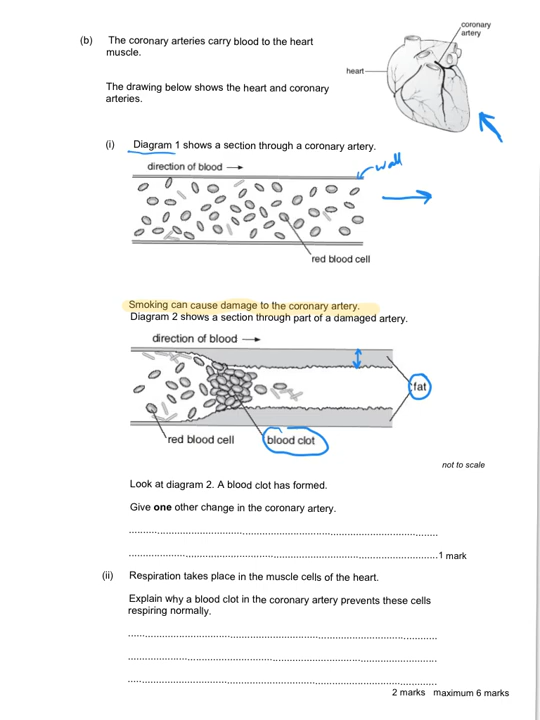 coronary
artery
(b) The coronary arteries carry blood to the heart
muscle.
heart
The drawing below shows the heart and coronary
arteries.
(i) Diagram 1 shows a section through a coronary artery.
direction of blood
wall
red blood cell
Smoking can cause damage to the coronary artery.
Diagram 2 shows a section through part of a damaged artery.
direction of blood
fat
red blood cell
blood clot
not to scale
Look at diagram 2. A blood clot has formed.
Give one other change in the coronary artery.
1 mark
(ii) Respiration takes place in the muscle cells of the heart.
Explain why a blood clot in the coronary artery prevents these cells
respiring normally.
2 marks maximum 6 marks